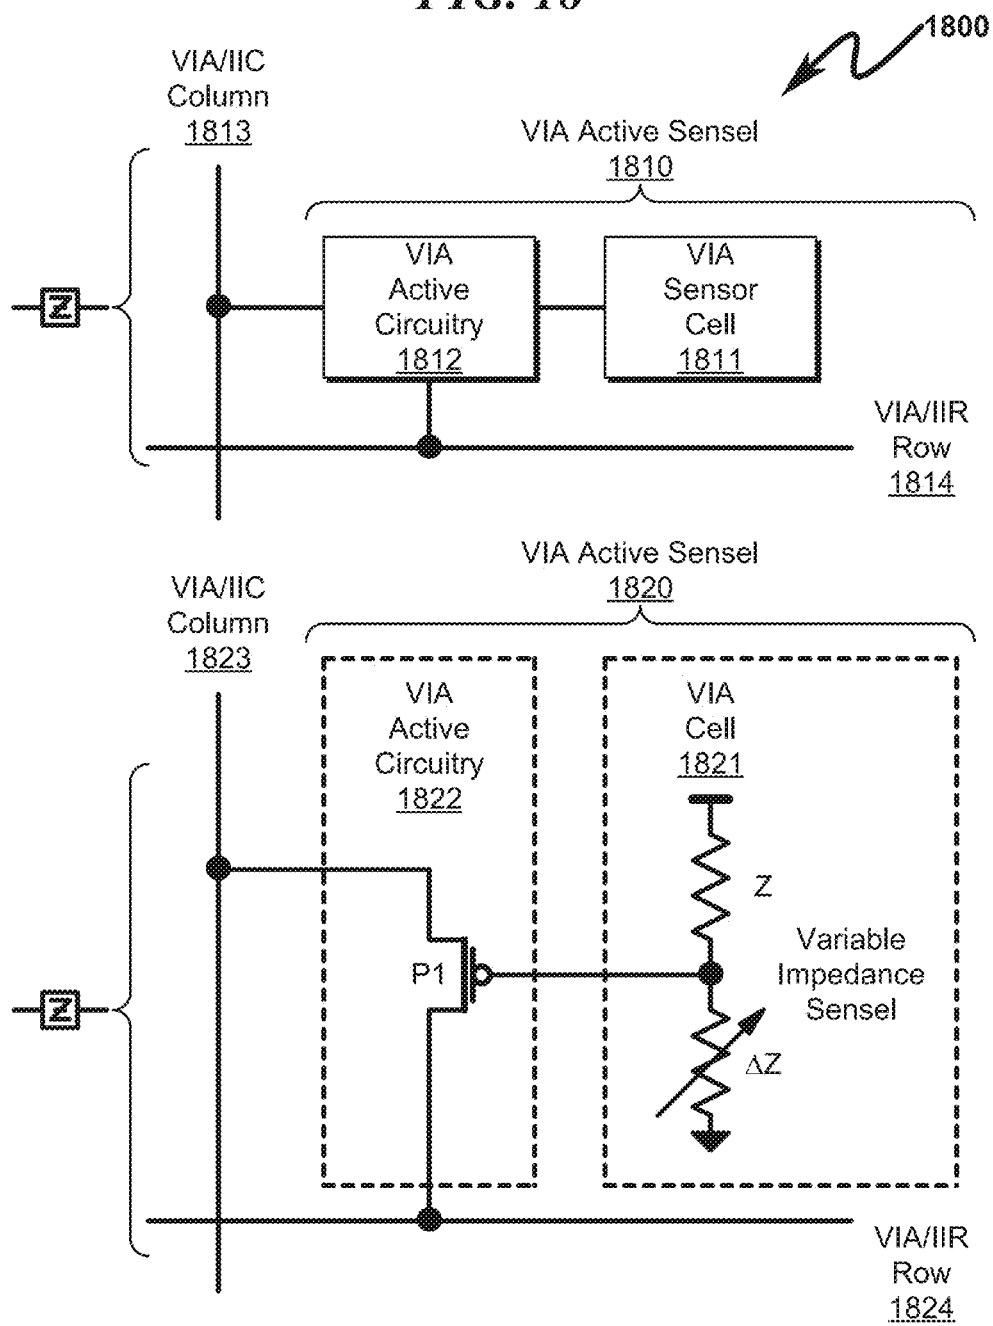 1800
VIA/IIC
Column
1813
VIA Active Sensel
1810
VIA
Active
Circuitry
1812
VIA
Sensor
Cell
1811
Z
VIA/IIR
Row
1814
VIA Active Sensel
1820
VIA/IIC
Column
1823
VIA
Active
Circuitry
1822
VIA
Cell
1821
Z
P1
Variable
Impedance
Sensel
Z
ΔZ
VIA/IIR
Row
1824